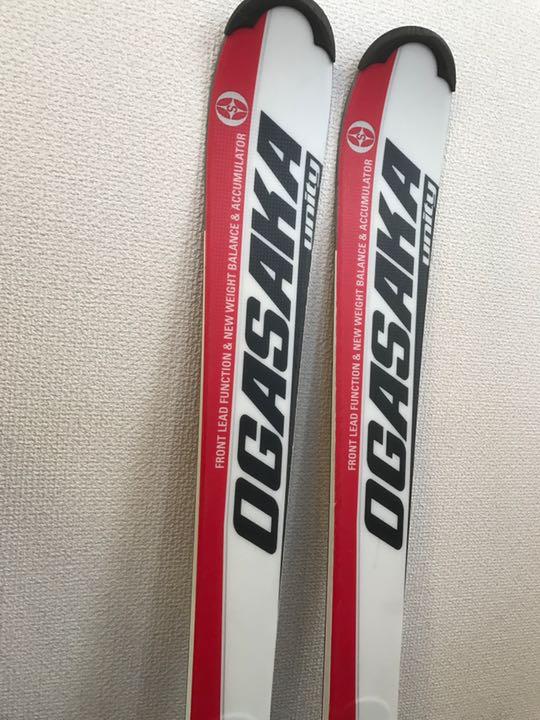 FRONT LEAD FUNCTION & NEW WEIGHT BALANCE & ACCUMULATOR
OGASAKA
unity
FRONT LEAD FUNCTION & NEW WEIGHT BALANCE & ACCUMULATOR
OGASAKA
unity